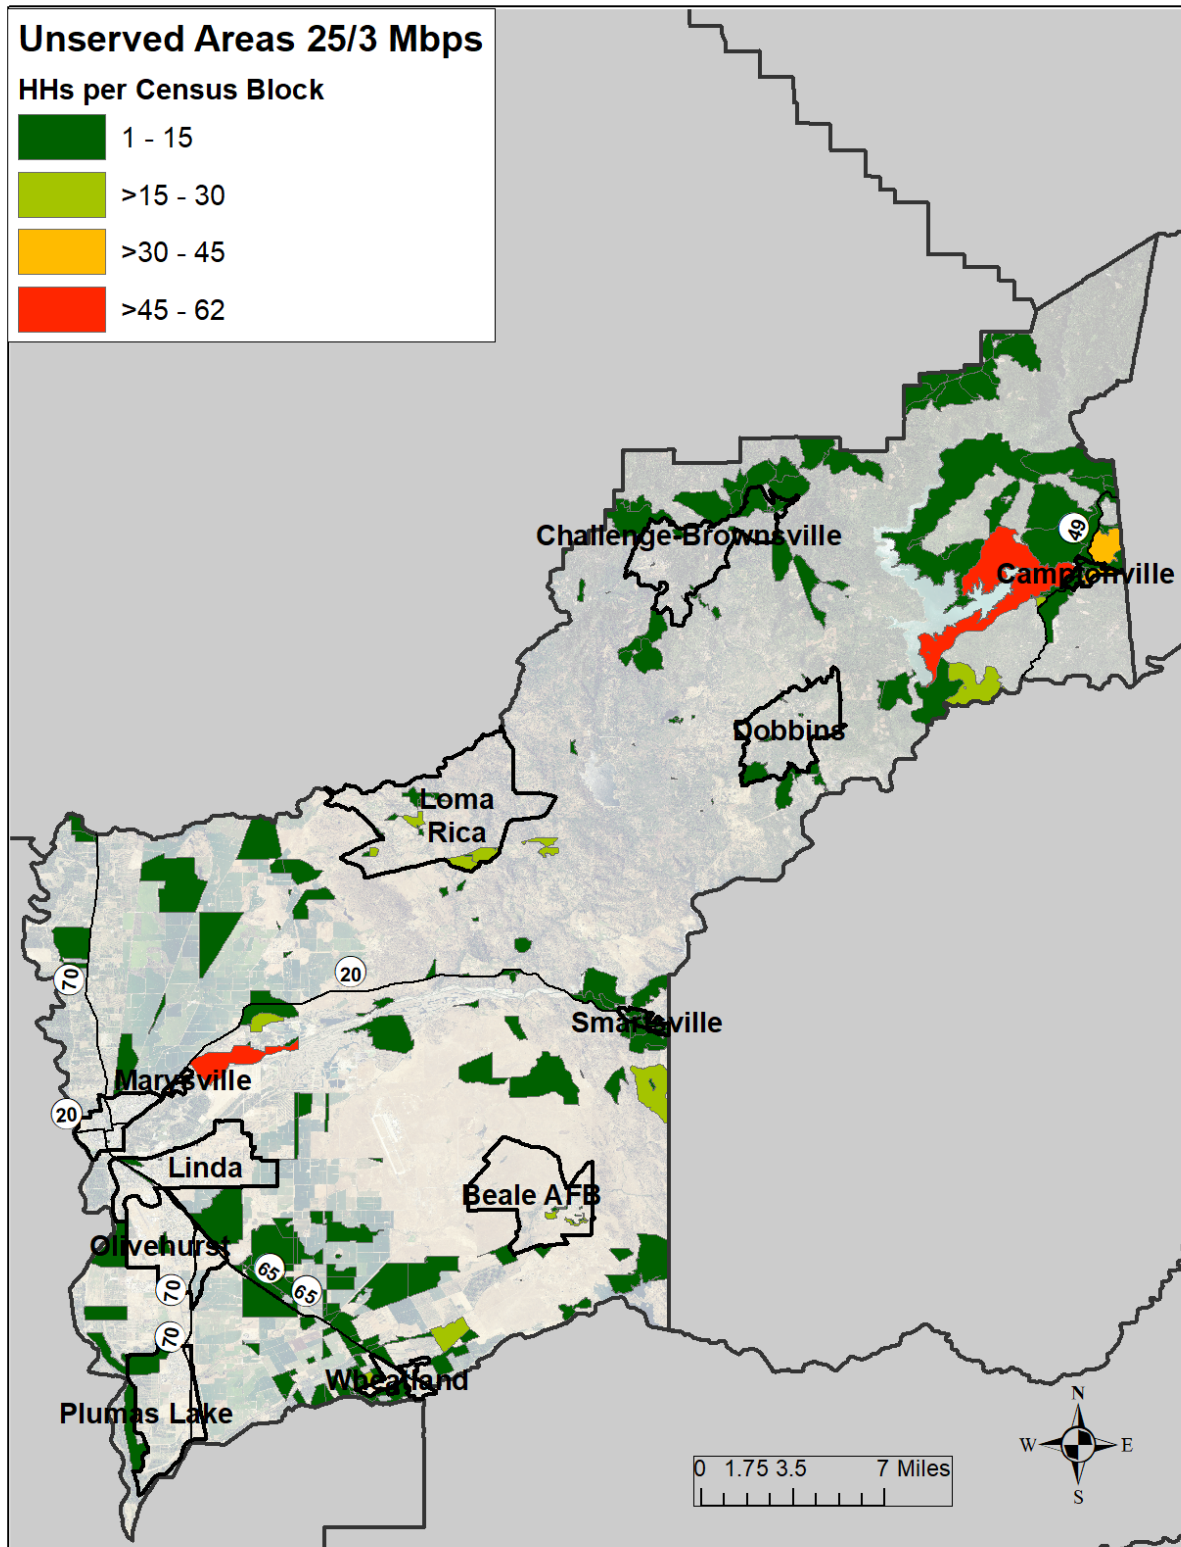 Unserved Areas 25/3 Mbps
HHs per Census Block
1 - 15
>15 - 30
>30 - 45
>45 - 62
49
Challenge-Brownsville
Camptonville
Dobbins
Loma
Rica
20
70
Smartsville
Marysville
20
Linda
Beale AFB
Olivehurst
65
65
70
70
Wheatland
Plumas Lake
N
W
E
S
0 1.75 3.5 7 Miles